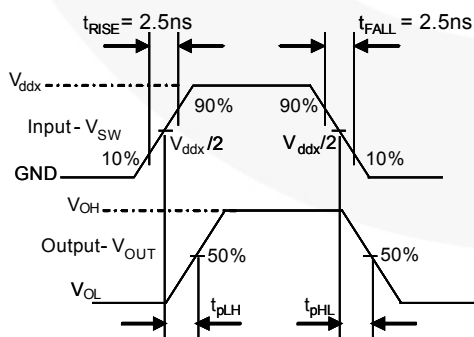 tRISE= 2.5ns
tFALL = 2.5ns
Vddx
90%
90%
Input- VSW
Vddx/2
Vddx/2
10%
10%
GND
VOH
Output- VOUT
50%
50%
VOL
tpLH
tpHL